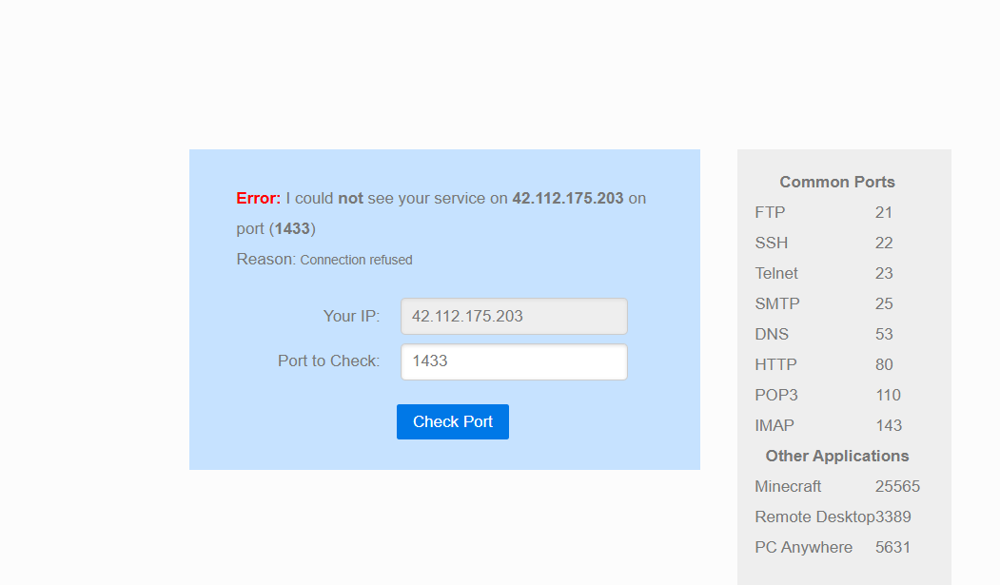 Error: I could not see your service on 42.112.175.203 on
port (1433)
Reason: Connection refused
Your IP: 42.112.175.203
Port to Check: 1433
Check Port
Common Ports
FTP 21
SSH 22
Telnet 23
SMTP 25
DNS 53
HTTP 80
POP3 110
IMAP 143
Other Applications
Minecraft 25565
Remote Desktop 3389
PC Anywhere 5631